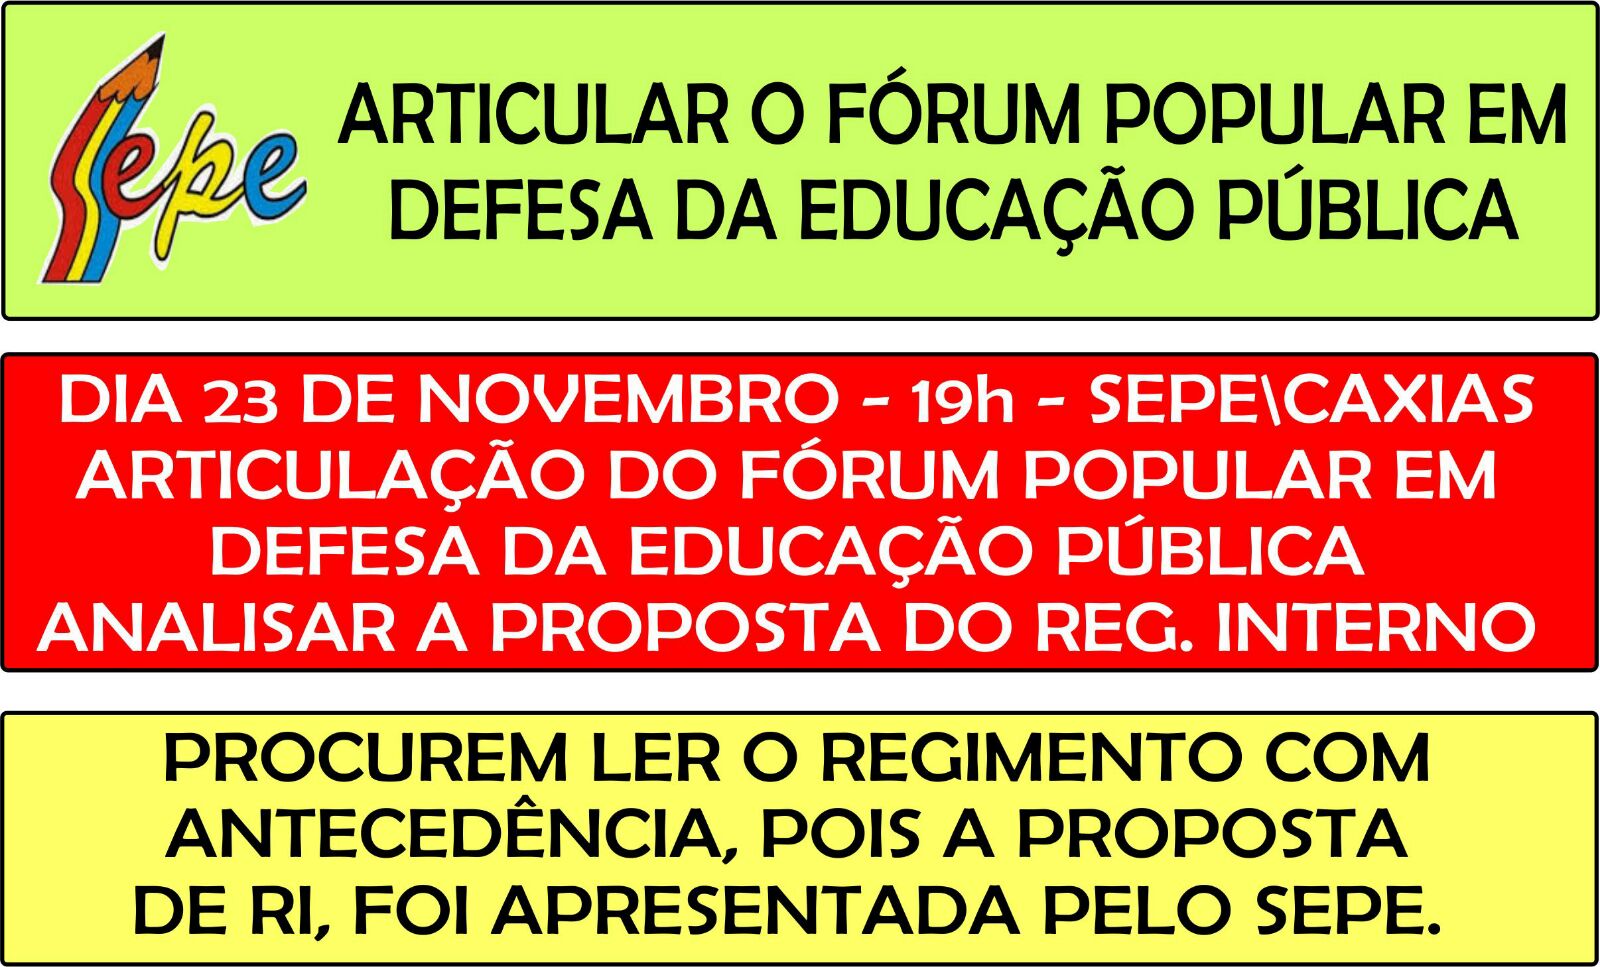 Sepe
ARTICULAR O FÓRUM POPULAR EM
DEFESA DA EDUCAÇÃO PÚBLICA
DIA 23 DE NOVEMBRO - 19h - SEPE\CAXIAS
ARTICULAÇÃO DO FÓRUM POPULAR EM
DEFESA DA EDUCAÇÃO PÚBLICA
ANALISAR A PROPOSTA DO REG. INTERNO
PROCUREM LER O REGIMENTO COM
ANTECEDÊNCIA, POIS A PROPOSTA
DE RI, FOI APRESENTADA PELO SEPE.